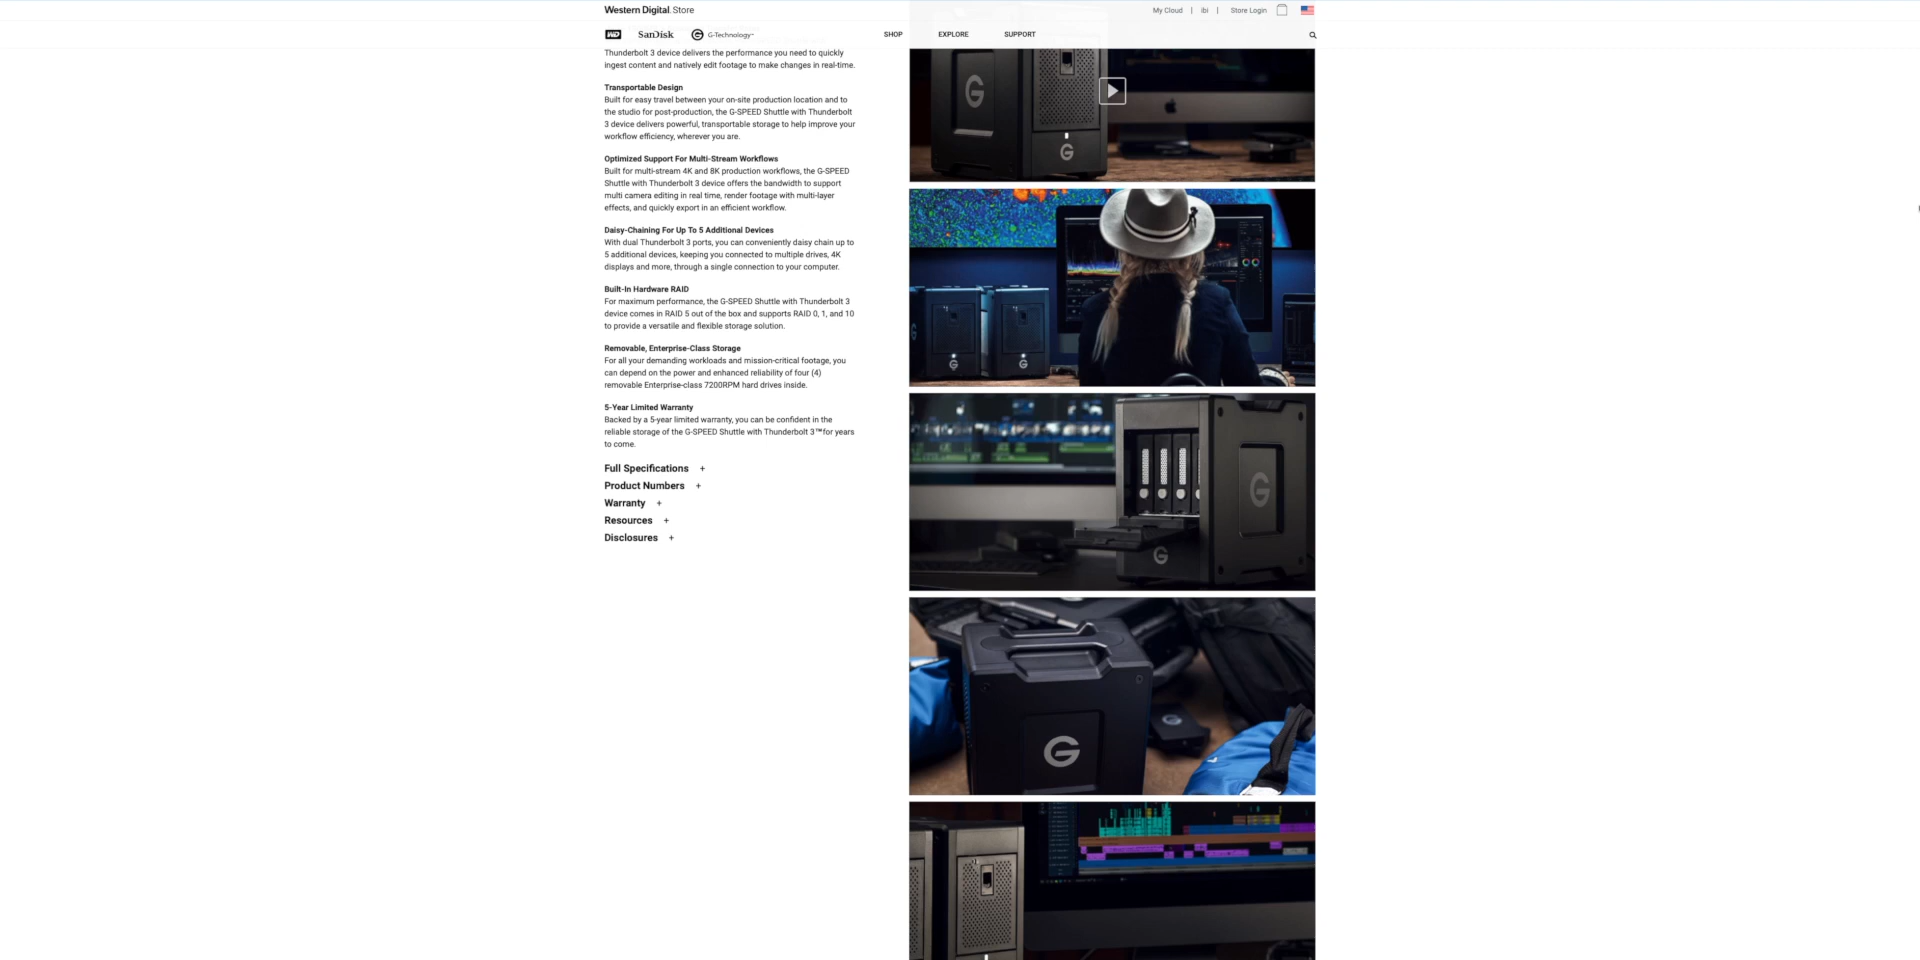 Western Digital. Store
My Cloud | ibi | Store Login
WD SanDisk G-Technology™ SHOP EXPLORE SUPPORT
Thunderbolt 3 device delivers the performance you need to quickly
ingest content and natively edit footage to make changes in real-time.
Transportable Design
Built for easy travel between your on-site production location and to
the studio for post-production, the G-SPEED Shuttle with Thunderbolt
3 device delivers powerful, transportable storage to help improve your
workflow efficiency, wherever you are.
Optimized Support For Multi-Stream Workflows
Built for multi-stream 4K and 8K production workflows, the G-SPEED
Shuttle with Thunderbolt 3 device offers the bandwidth to support
multi camera editing in real time, render footage with multi-layer
effects, and quickly export in an efficient workflow.
Daisy-Chaining For Up To 5 Additional Devices
With dual Thunderbolt 3 ports, you can conveniently daisy chain up to
5 additional devices, keeping you connected to multiple drives, 4K
displays and more, through a single connection to your computer.
Built-In Hardware RAID
For maximum performance, the G-SPEED Shuttle with Thunderbolt 3
device comes in RAID 5 out of the box and supports RAID 0, 1, and 10
to provide a versatile and flexible storage solution.
Removable, Enterprise-Class Storage
For all your demanding workloads and mission-critical footage, you
can depend on the power and enhanced reliability of four (4)
removable Enterprise-class 7200RPM hard drives inside.
5-Year Limited Warranty
Backed by a 5-year limited warranty, you can be confident in the
reliable storage of the G-SPEED Shuttle with Thunderbolt 3™for years
to come.
Full Specifications +
Product Numbers +
Warranty +
Resources +
Disclosures +
G
G
G
G
G
G
G